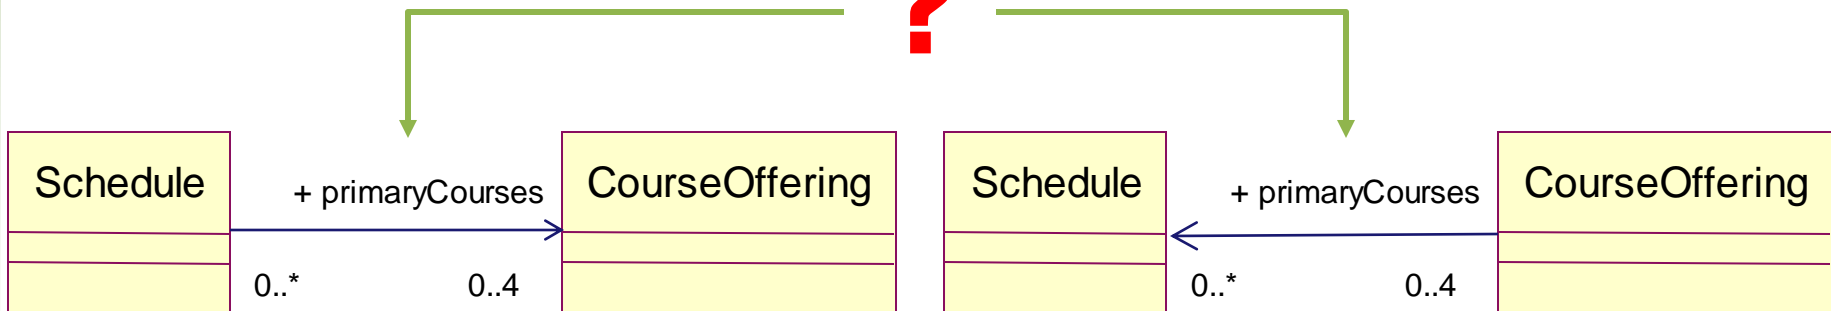 ?
Schedule
+ primaryCourses
CourseOffering
0..*
0..4
Schedule
+ primaryCourses
CourseOffering
0..*
0..4